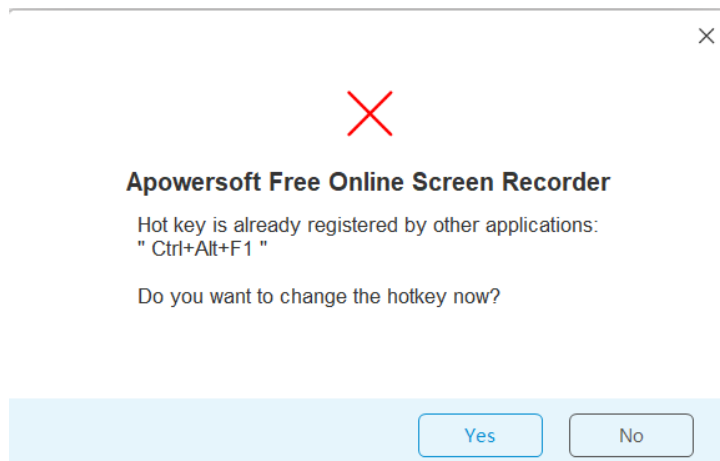 Apowersoft Free Online Screen Recorder
Hot key is already registered by other applications:
" Ctrl+Alt+F1 "
Do you want to change the hotkey now?
Yes
No